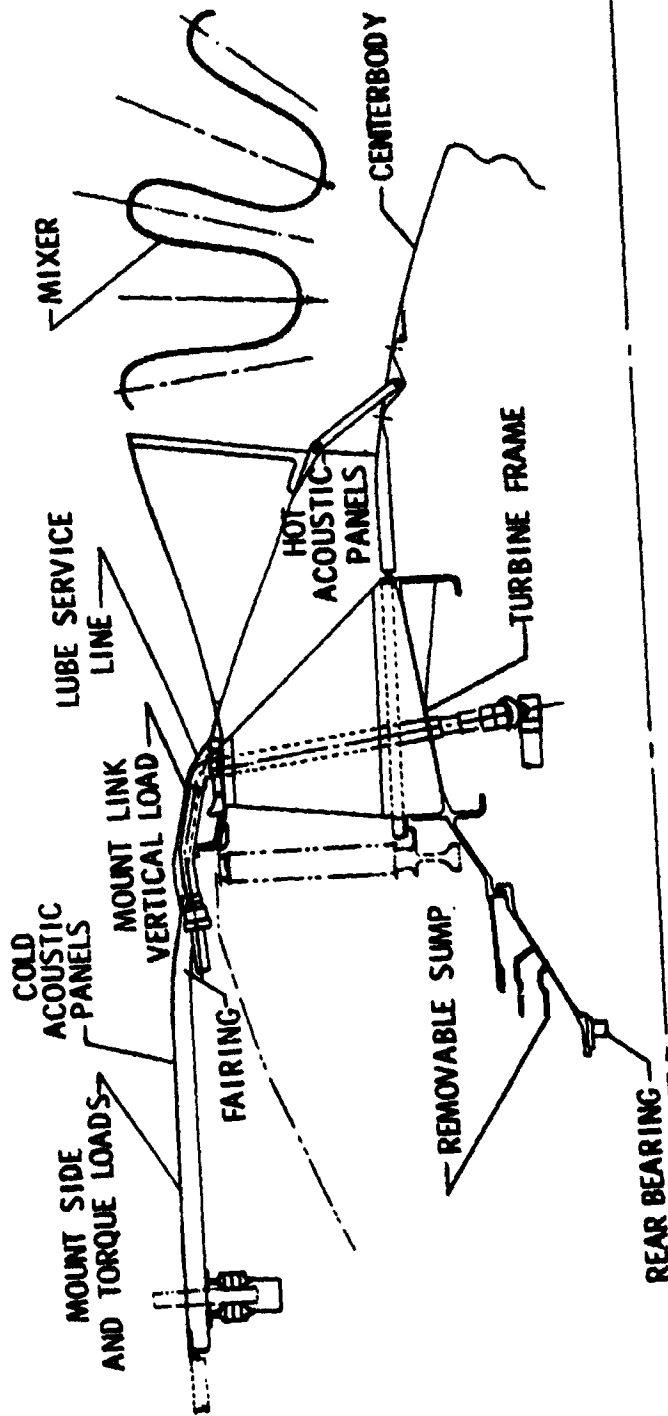 MOUNT SIDE
AND TORQUE LOADS
COLD
ACOUSTIC
PANELS
MOUNT LINK
VERTICAL LOAD
LUBE SERVICE
LINE
MIXER
FAIRING
HOT
ACOUSTIC
PANELS
CENTERBODY
REMOVABLE SUMP
TURBINE FRAME
REAR BEARING